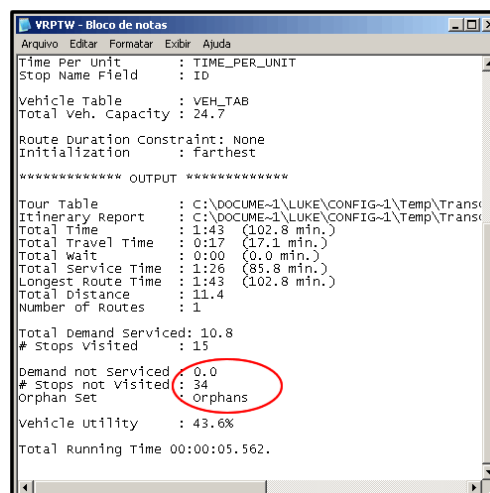 VRPTW - Bloco de notas
Arquivo Editar Formatar Exibir Ajuda
Time Per Unit : TIME_PER_UNIT
Stop Name Field : ID
Vehicle Table : VEH_TAB
Total Veh. Capacity : 24.7
Route Duration Constraint: None
Initialization : farthest
************* OUTPUT *************
Tour Table : C:\DOCUME~1\LUKE\CONFIG~1\Temp\Trans
Itinerary Report : C:\DOCUME~1\LUKE\CONFIG~1\Temp\Trans
Total Time : 1:43 (102.8 min.)
Total Travel Time : 0:17 (17.1 min.)
Total Wait : 0:00 (0.0 min.)
Total Service Time : 1:26 (85.8 min.)
Longest Route Time : 1:43 (102.8 min.)
Total Distance : 11.4
Number of Routes : 1
Total Demand Serviced: 10.8
# Stops Visited : 15
Demand not Serviced : 0.0
# Stops not Visited : 34
Orphan Set : Orphans
Vehicle Utility : 43.6%
Total Running Time 00:00:05.562.